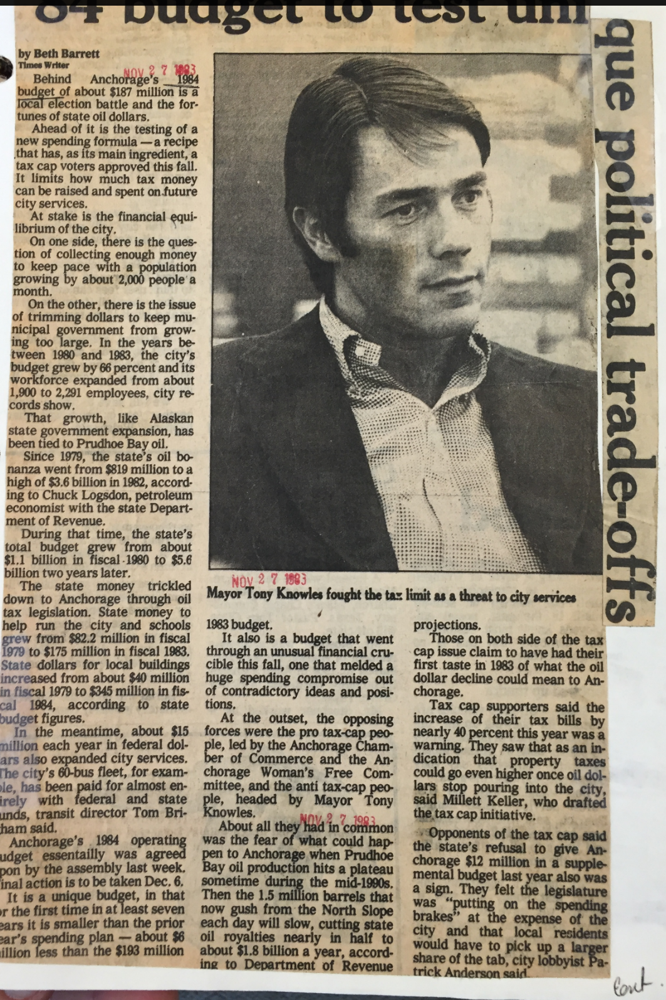 84 budget to test uni
que political trade-offs
by Beth Barrett
Times Writer
NOV 27 1983
Behind Anchorage's 1984
budget of about $187 million is a
local election battle and the for-
tunes of state oil dollars.
Ahead of it is the testing of a
new spending formula — a recipe
that has, as its main ingredient, a
tax cap voters approved this fall.
It limits how much tax money
can be raised and spent on future
city services.
At stake is the financial equi-
librium of the city.
On one side, there is the ques-
tion of collecting enough money
to keep pace with a population
growing by about 2,000 people a
month.
On the other, there is the issue
of trimming dollars to keep mu-
nicipal government from grow-
ing too large. In the years be-
tween 1980 and 1983, the city's
budget grew by 66 percent and its
workforce expanded from about
1,900 to 2,291 employees, city re-
cords show.
That growth, like Alaskan
state government expansion, has
been tied to Prudhoe Bay oil.
Since 1979, the state's oil bo-
nanza went from $819 million to a
high of $3.6 billion in 1982, accord-
ing to Chuck Logsdon, petroleum
economist with the state Depart-
ment of Revenue.
During that time, the state's
total budget grew from about
$1.1 billion in fiscal 1980 to $5.6
billion two years later.
The state money trickled
down to Anchorage through oil
tax legislation. State money to
help run the city and schools
grew from $82.2 million in fiscal
1979 to $175 million in fiscal 1983.
State dollars for local buildings
increased from about $40 million
in fiscal 1979 to $345 million in fis-
cal 1984, according to state
budget figures.
In the meantime, about $15
million each year in federal dol-
ars also expanded city services.
The city's 60-bus fleet, for exam-
ple, has been paid for almost en-
irely with federal and state
unds, transit director Tom Bri-
ham said.
Anchorage's 1984 operating
udget essentailly was agreed
pon by the assembly last week.
inal action is to be taken Dec. 6.
It is a unique budget, in that
or the first time in at least seven
ears it is smaller than the prior
ear's spending plan — about $6
illion less than the $193 million
NOV 27 1983
Mayor Tony Knowles fought the tax limit as a threat to city services
1983 budget.
It also is a budget that went
through an unusual financial cru-
cible this fall, one that melded a
huge spending compromise out
of contradictory ideas and posi-
tions.
At the outset, the opposing
forces were the pro tax-cap peo-
ple, led by the Anchorage Cham-
ber of Commerce and the An-
chorage Woman's Free Com-
mittee, and the anti tax-cap peo-
ple, headed by Mayor Tony
Knowles.
NOV 27 1983
About all they had in common
was the fear of what could hap-
pen to Anchorage when Prudhoe
Bay oil production hits a plateau
sometime during the mid-1990s.
Then the 1.5 million barrels that
now gush from the North Slope
each day will slow, cutting state
oil royalties nearly in half to
about $1.8 billion a year, accord-
ing to Department of Revenue
projections.
Those on both side of the tax
cap issue claim to have had their
first taste in 1983 of what the oil
dollar decline could mean to An-
chorage.
Tax cap supporters said the
increase of their tax bills by
nearly 40 percent this year was a
warning. They saw that as an in-
dication that property taxes
could go even higher once oil dol-
lars stop pouring into the city,
said Millett Keller, who drafted
the tax cap initiative.
Opponents of the tax cap said
the state's refusal to give An-
chorage $12 million in a supple-
mental budget last year also was
a sign. They felt the legislature
was "putting on the spending
brakes" at the expense of the
city and that local residents
would have to pick up a larger
share of the tab, city lobbyist Pa-
trick Anderson said.
Cont.